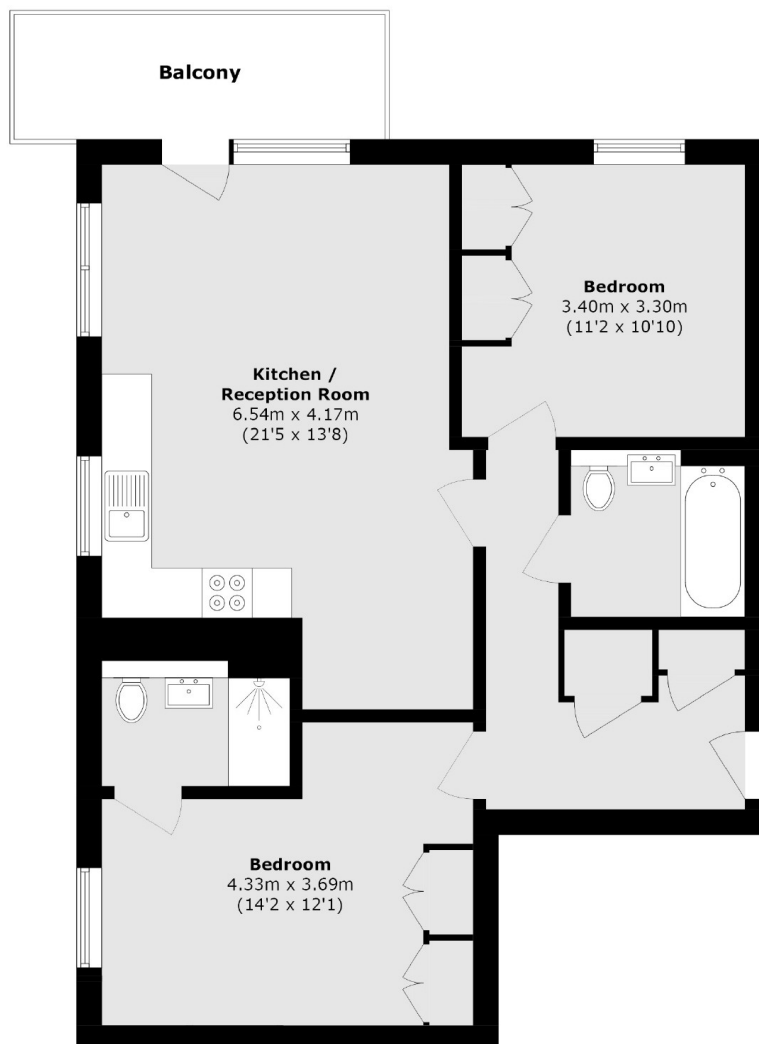 Balcony
Bedroom
3.40m x 3.30m
(11'2 x 10'10)
Kitchen /
Reception Room
6.54m x 4.17m
(21'5 x 13'8)
Bedroom
4.33m x 3.69m
(14'2 x 12'1)